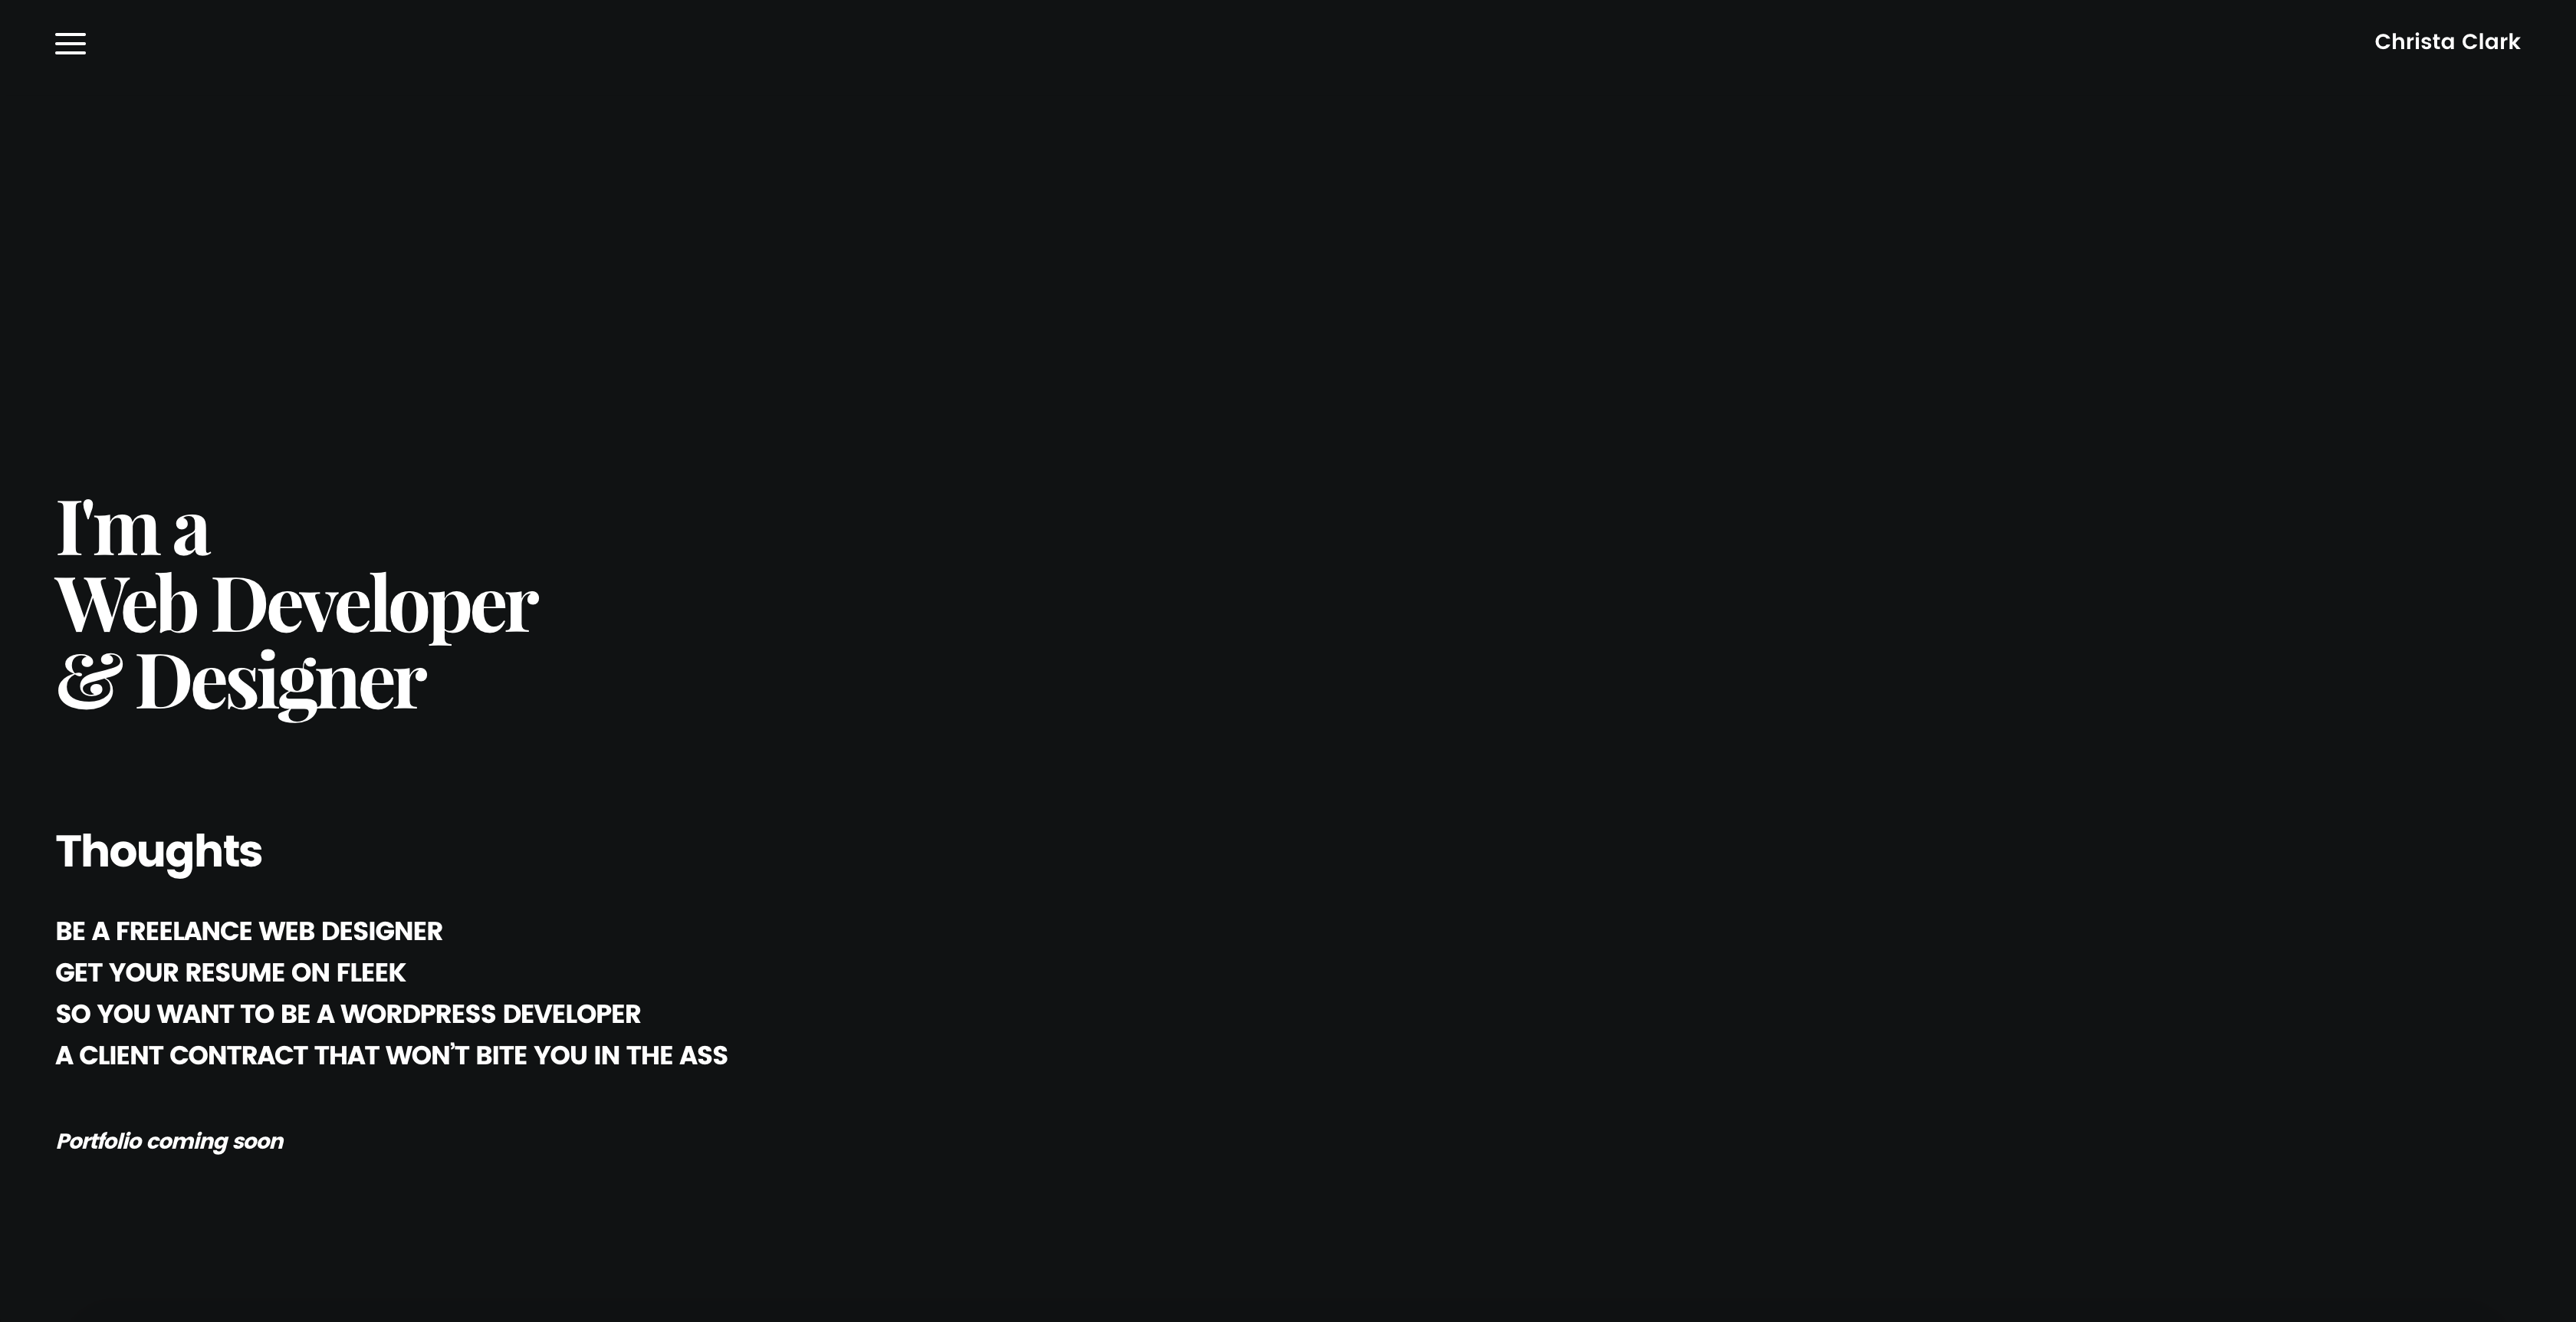 Christa Clark
I'm a
Web Developer
& Designer
Thoughts
BE A FREELANCE WEB DESIGNER
GET YOUR RESUME ON FLEEK
SO YOU WANT TO BE A WORDPRESS DEVELOPER
A CLIENT CONTRACT THAT WON’T BITE YOU IN THE ASS
Portfolio coming soon